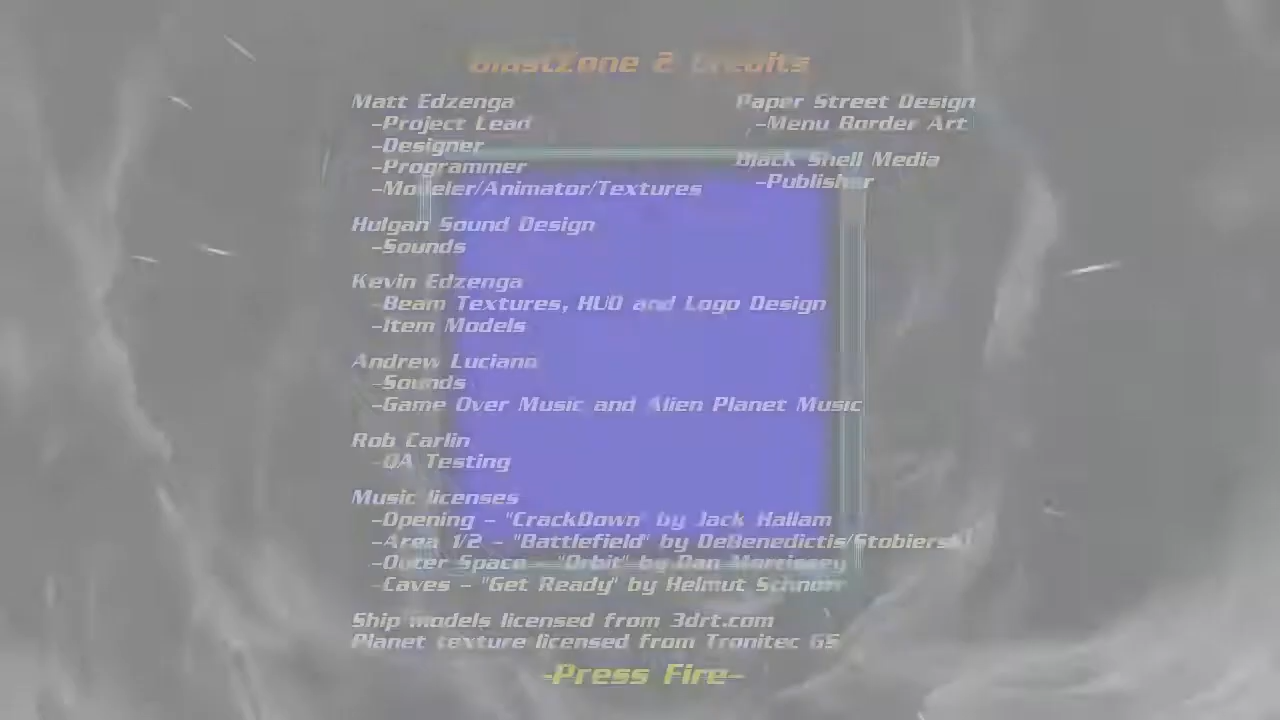 BlastZone 2 Credits
Matt Edzenga
-Project Lead
-Designer
-Programmer
-Modeler/Animator/Textures
Hulgan Sound Design
-Sounds
Kevin Edzenga
-Beam Textures, HUD and Logo Design
-Item Models
Andrew Luciano
-Sounds
-Game Over Music and Alien Planet Music
Rob Carlin
-QA Testing
Music licenses
-Opening - "CrackDown" by Jack Hallam
-Area 1/2 - "Battlefield" by DeBenedictis/Stobierski
-Outer Space - "Orbit" by Dan Morrissey
-Caves - "Get Ready" by Helmut
Ship models licensed from 3drt.com
Planet texture licensed from Tronitec GS
Paper Street Design
-Menu Border Art
Black Shell Media
-Publisher
-Press Fire-